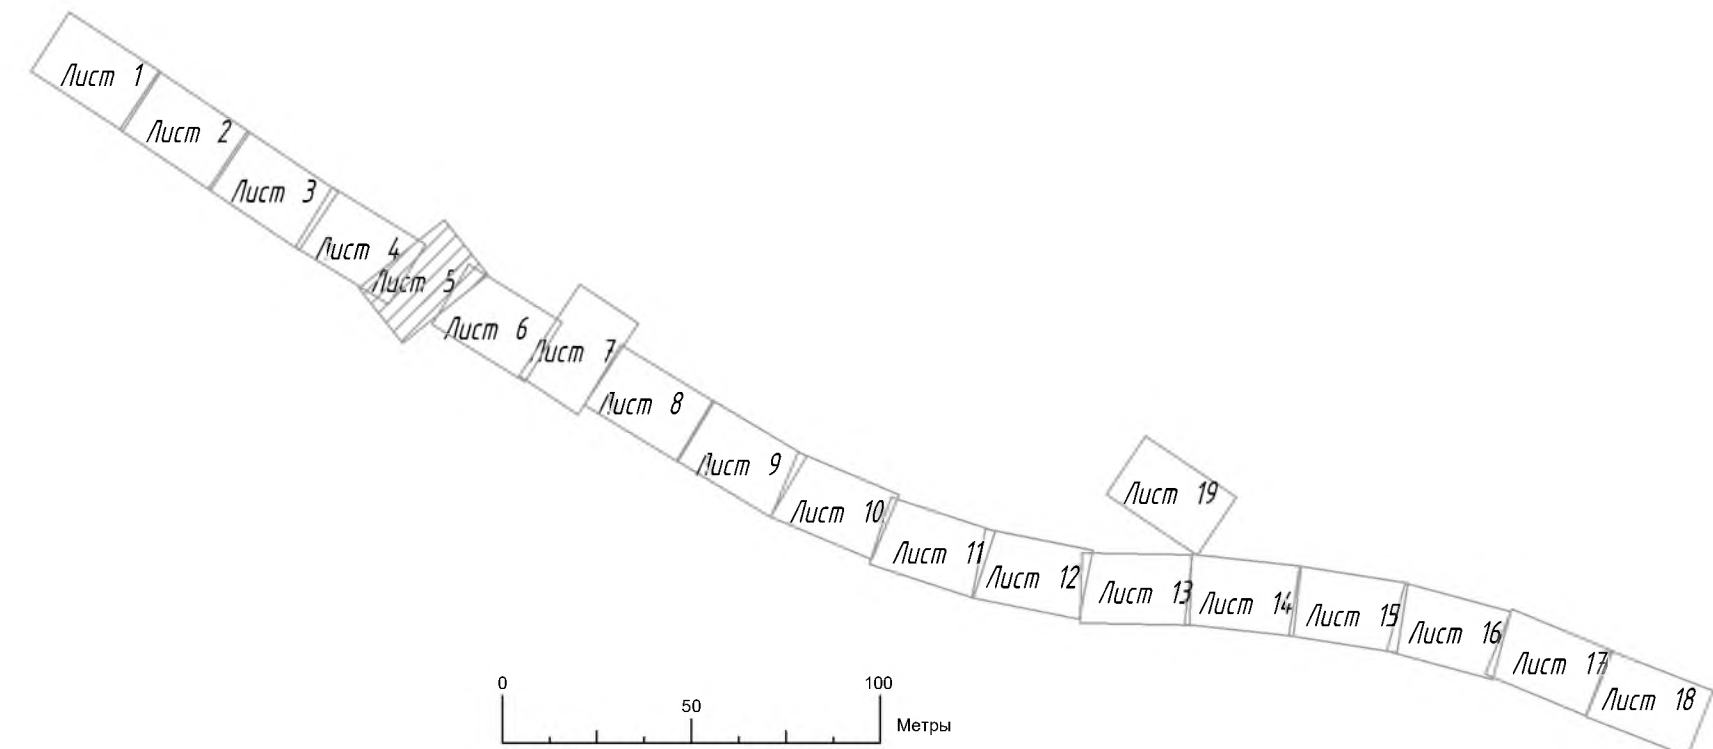 Лист 1
Лист 2
Лист 3
Лист 4
Лист 5
Лист 6
Лист 7
Лист 8
Лист 9
Лист 10
Лист 11
Лист 12
Лист 13
Лист 14
Лист 15
Лист 16
Лист 17
Лист 18
Лист 19
0 100
50
Метры